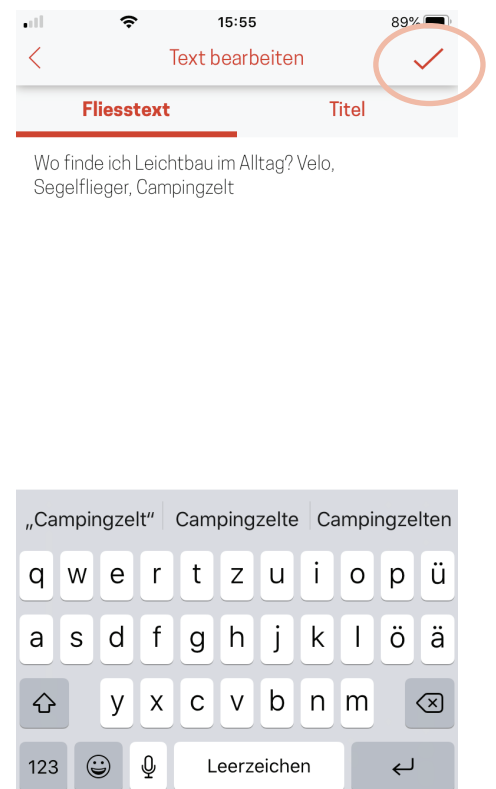 15:55 89%
Text bearbeiten
Fliesstext Titel
Wo finde ich Leichtbau im Alltag? Velo,
Segelflieger, Campingzelt
„Campingzelt“ Campingzelte Campingzelten
q w e r t z u i o p ü
a s d f g h j k l ö ä
y x c v b n m
123 Leerzeichen